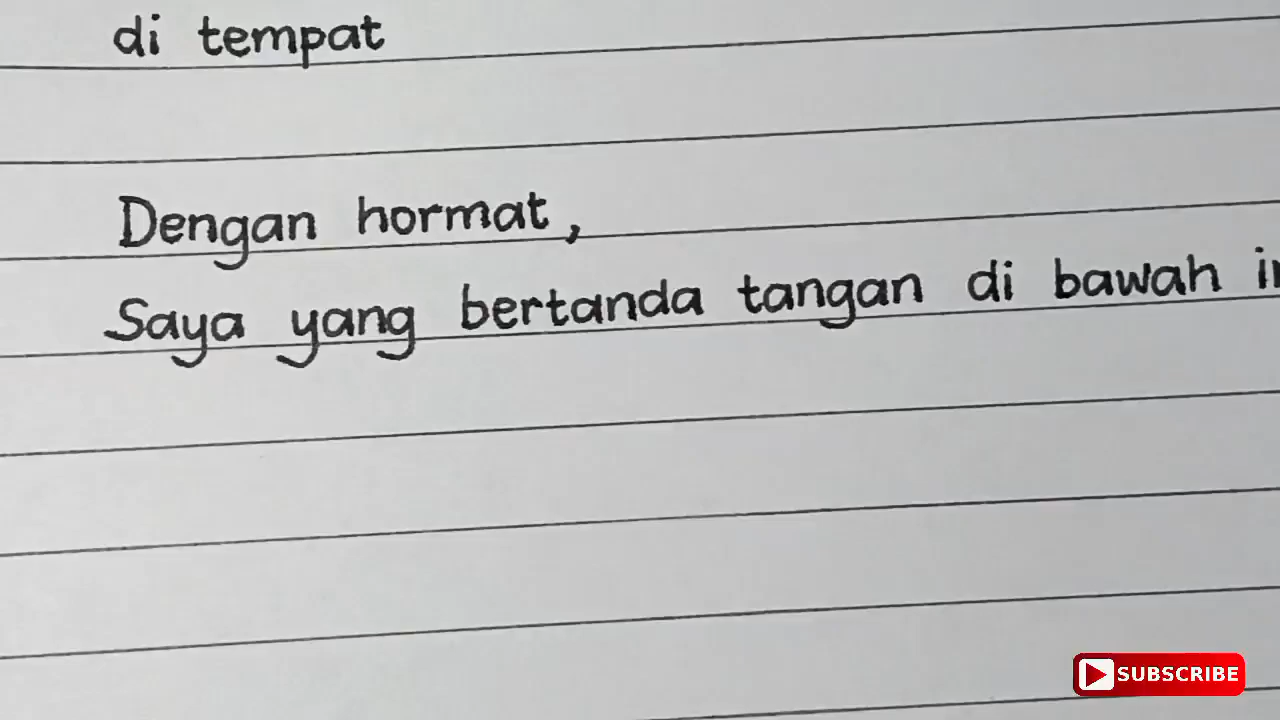 di tempat
Dengan hormat,
Saya yang bertanda tangan di bawah
SUBSCRIBE